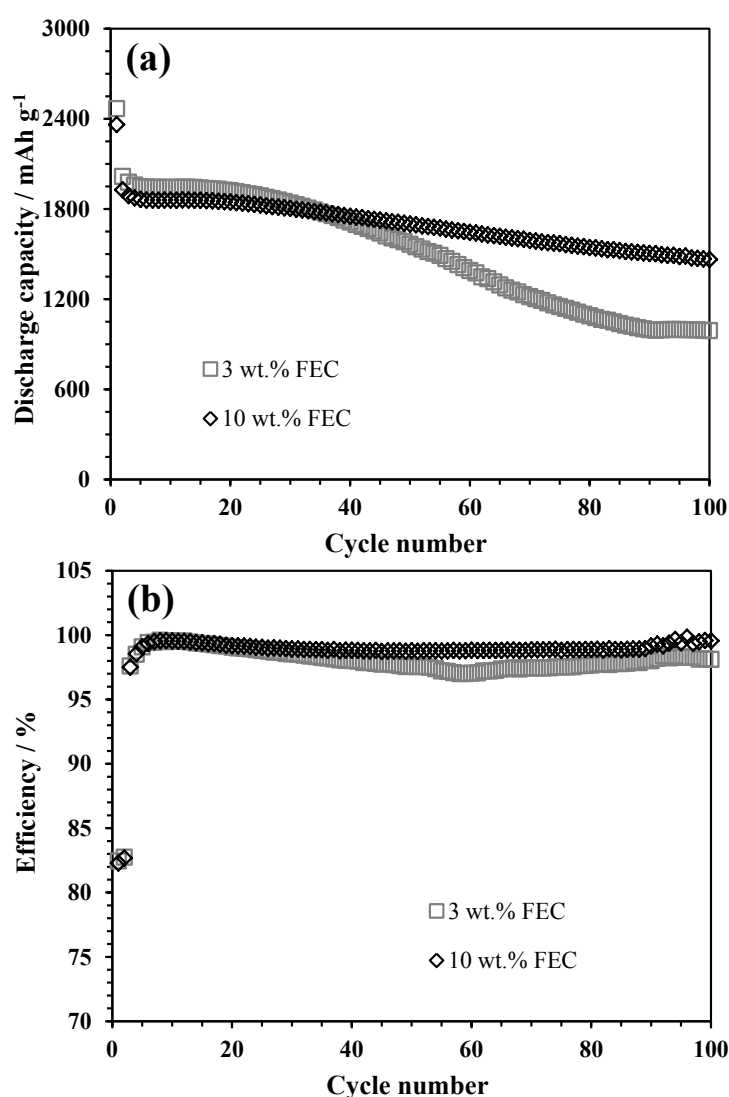 (a)
Discharge capacity / mAh g⁻¹
3000
2400
1800
1200
600
0
3 wt.% FEC
10 wt.% FEC
0 20 40 60 80 100
Cycle number
(b)
Efficiency / %
105
100
95
90
85
80
75
70
3 wt.% FEC
10 wt.% FEC
0 20 40 60 80 100
Cycle number